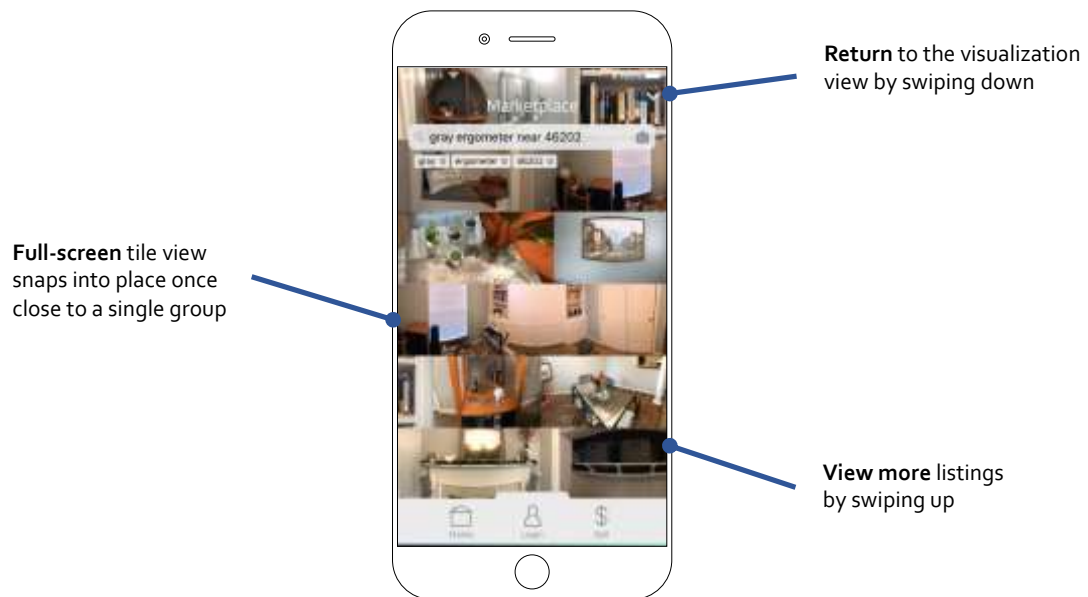 Return to the visualization
view by swiping down
Marketplace
gray ergometer near 46202
gray
ergometer
46202
Full-screen tile view
snaps into place once
close to a single group
View more listings
by swiping up
Home
Login
Sell